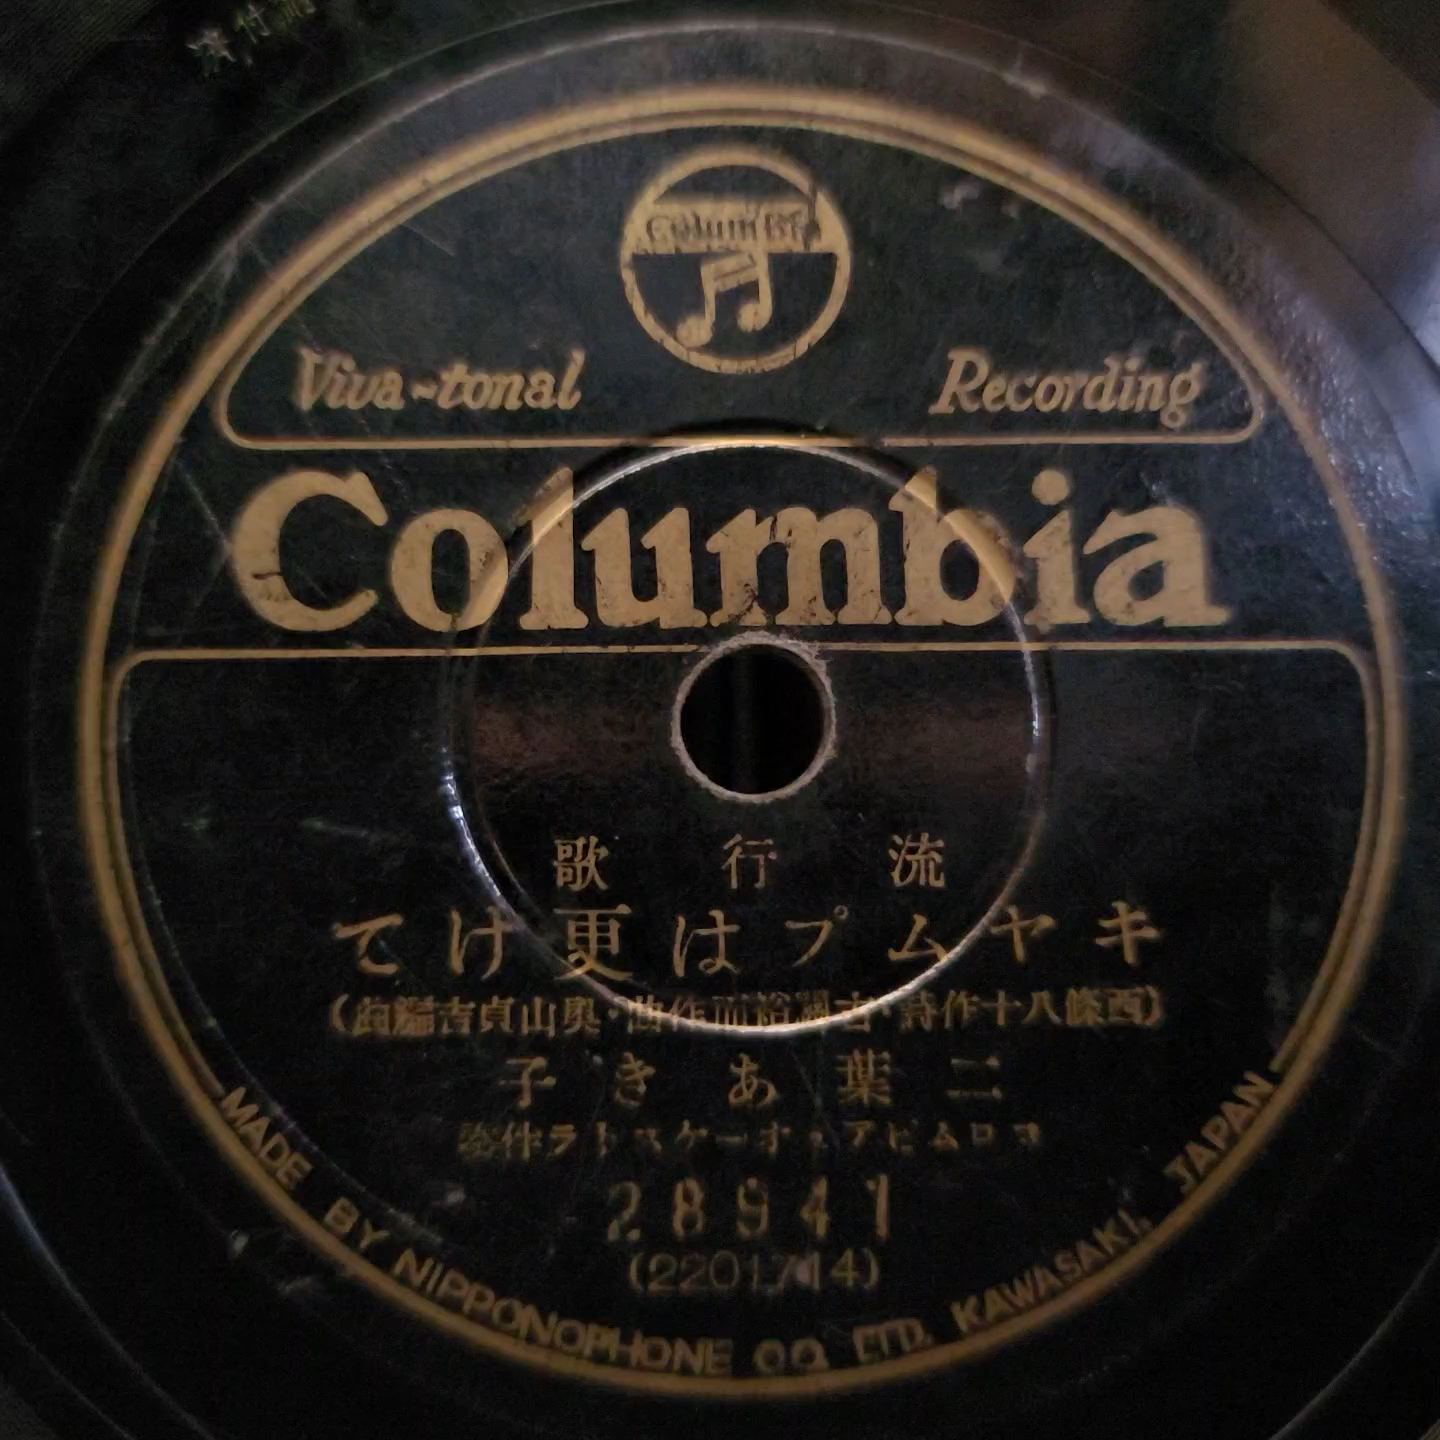 Columbia
Viva-tonal Recording
Columbia
流行歌
キヤムプは更けて
(西條八十作詩・古關裕而作曲・奥山貞吉編曲)
二葉あき子
コロムビア・オーケストラ伴奏
28941
(2201714)
MADE BY NIPPONOPHONE CO. LTD. KAWASAKI, JAPAN